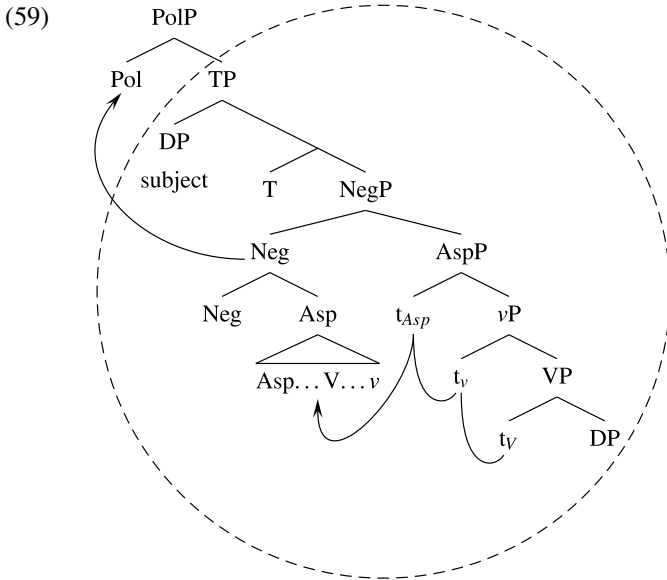 (59)
PolP
Pol TP
DP
subject T NegP
Neg AspP
Neg Asp t_Asp vP
Asp…V…v t_v VP
t_V DP